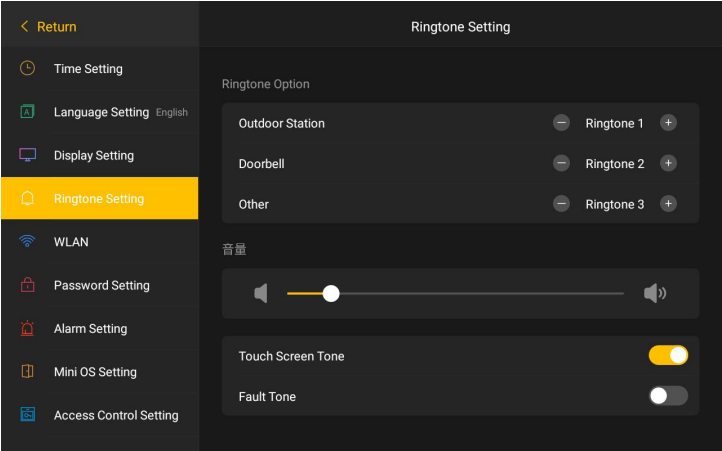 Return
Ringtone Setting
Time Setting
Language Setting English
Display Setting
Ringtone Setting
WLAN
Password Setting
Alarm Setting
Mini OS Setting
Access Control Setting
Ringtone Option
Outdoor Station − Ringtone 1 +
Doorbell − Ringtone 2 +
Other − Ringtone 3 +
音量
Touch Screen Tone
Fault Tone